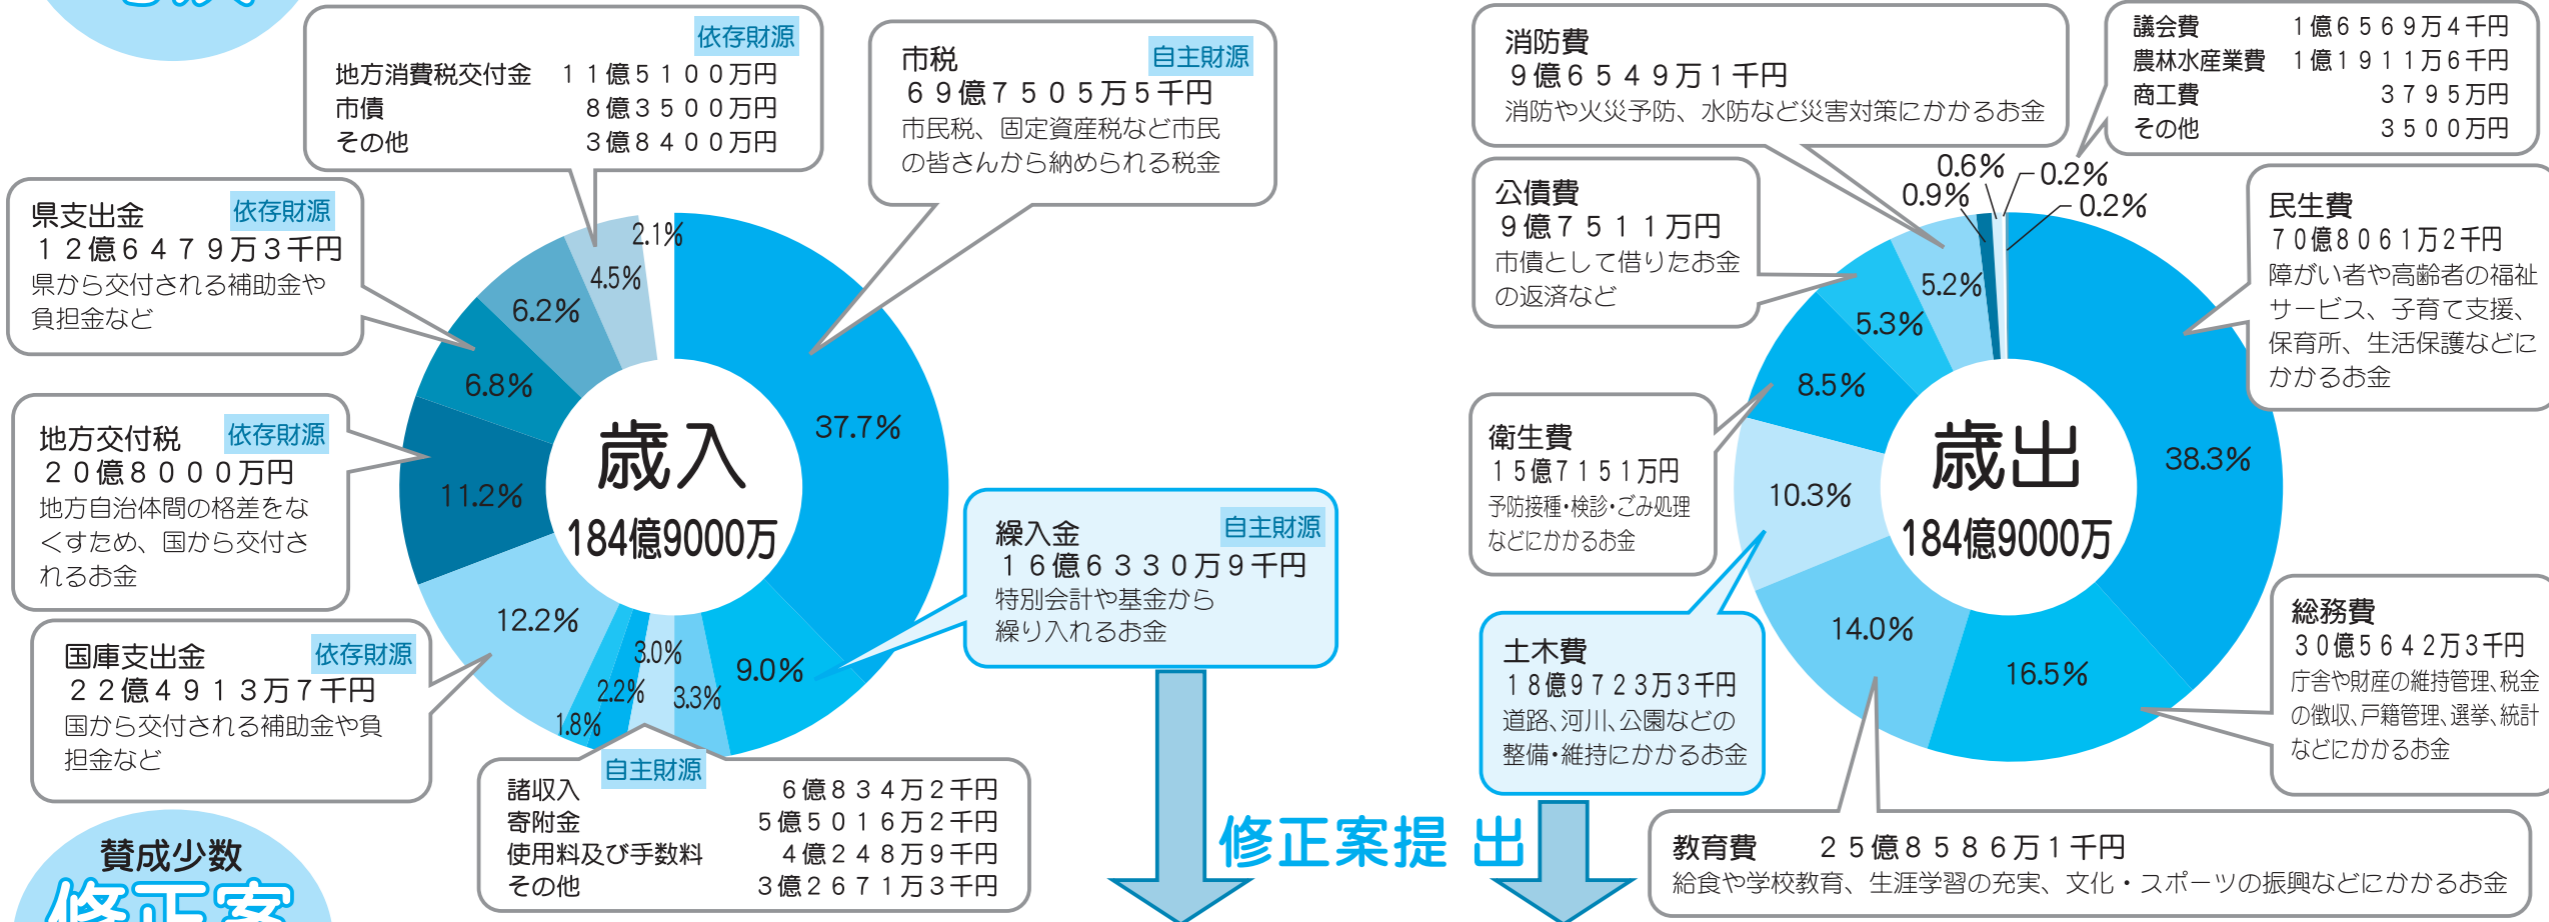 依存財源
地方消費税交付金 11億5100万円
市債 8億3500万円
その他 3億8400万円
市税 自主財源
69億7505万5千円
市民税、固定資産税など市民
の皆さんから納められる税金
県支出金 依存財源
12億6479万3千円
県から交付される補助金や
負担金など
地方交付税 依存財源
20億8000万円
地方自治体間の格差をな
くすため、国から交付さ
れるお金
国庫支出金 依存財源
22億4913万7千円
国から交付される補助金や負
担金など
2.1%
4.5%
6.2%
6.8%
11.2%
12.2%
1.8%
2.2%
3.0%
3.3%
9.0%
37.7%
歳入
184億9000万
繰入金 自主財源
16億6330万9千円
特別会計や基金から
繰り入れるお金
自主財源
諸収入 6億834万2千円
寄附金 5億5016万2千円
使用料及び手数料 4億248万9千円
その他 3億2671万3千円
賛成少数
修正案
修正案提 出
消防費
9億6549万1千円
消防や火災予防、水防など災害対策にかかるお金
議会費 1億6569万4千円
農林水産業費 1億1911万6千円
商工費 3795万円
その他 3500万円
公債費
9億7511万円
市債として借りたお金
の返済など
衛生費
15億7151万円
予防接種・検診・ごみ処理
などにかかるお金
土木費
18億9723万3千円
道路、河川、公園などの
整備・維持にかかるお金
0.6%
0.2%
0.9%
0.2%
5.2%
5.3%
8.5%
10.3%
14.0%
16.5%
38.3%
歳出
184億9000万
民生費
70億8061万2千円
障がい者や高齢者の福祉
サービス、子育て支援、
保育所、生活保護などに
かかるお金
総務費
30億5642万3千円
庁舎や財産の維持管理、税金
の徴収、戸籍管理、選挙、統計
などにかかるお金
教育費 25億8586万1千円
給食や学校教育、生涯学習の充実、文化・スポーツの振興などにかかるお金